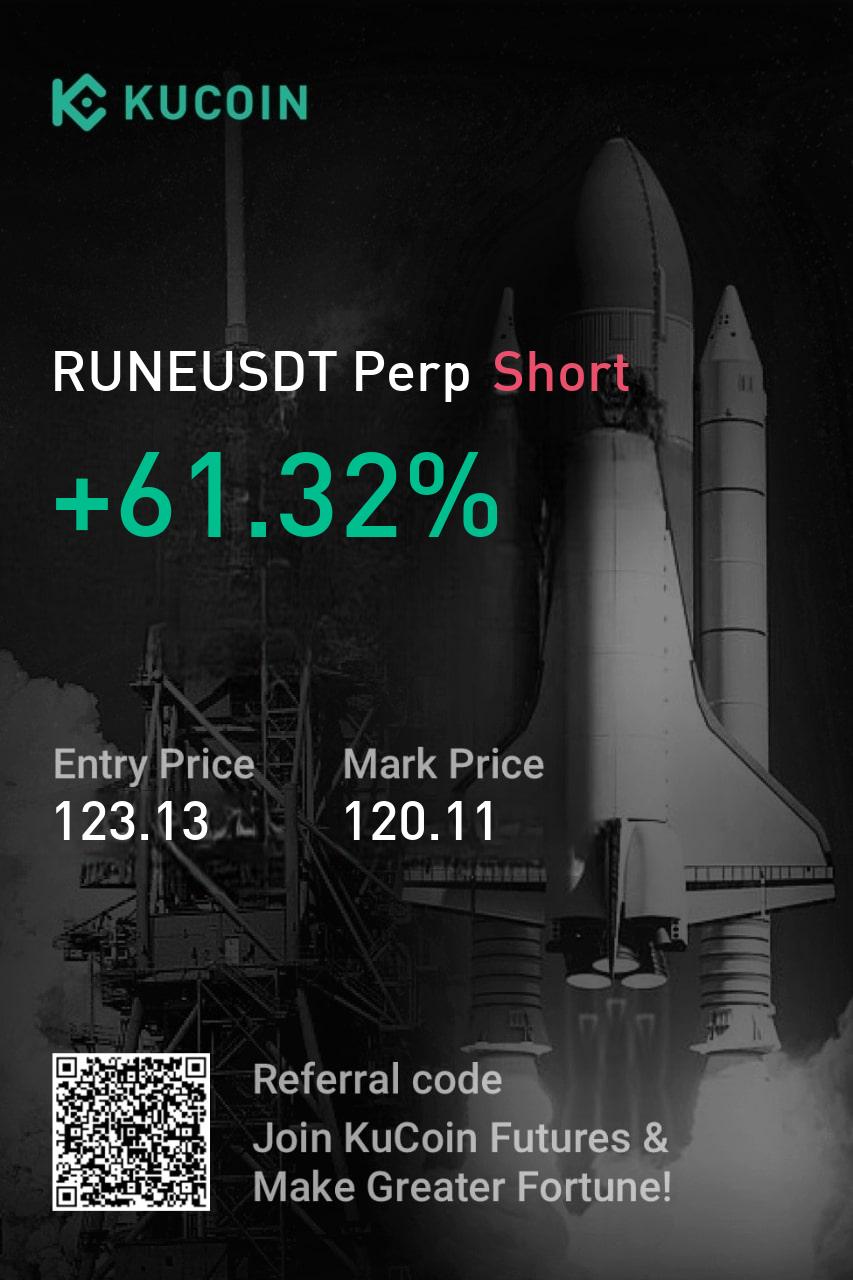 KUCOIN
RUNEUSDT Perp Short
+61.32%
Entry Price Mark Price
123.13 120.11
Referral code
Join KuCoin Futures &
Make Greater Fortune!